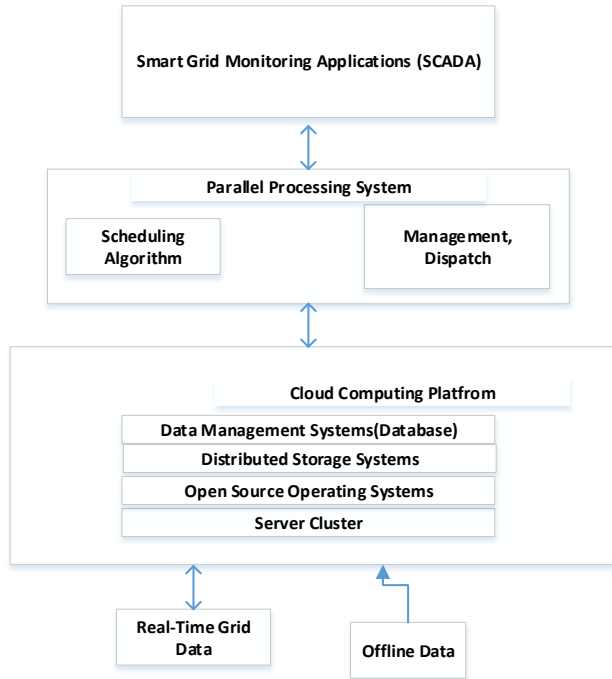 Smart Grid Monitoring Applications (SCADA)
Parallel Processing System
Scheduling
Algorithm
Management,
Dispatch
Cloud Computing Platfrom
Data Management Systems(Database)
Distributed Storage Systems
Open Source Operating Systems
Server Cluster
Real-Time Grid
Data
Offline Data